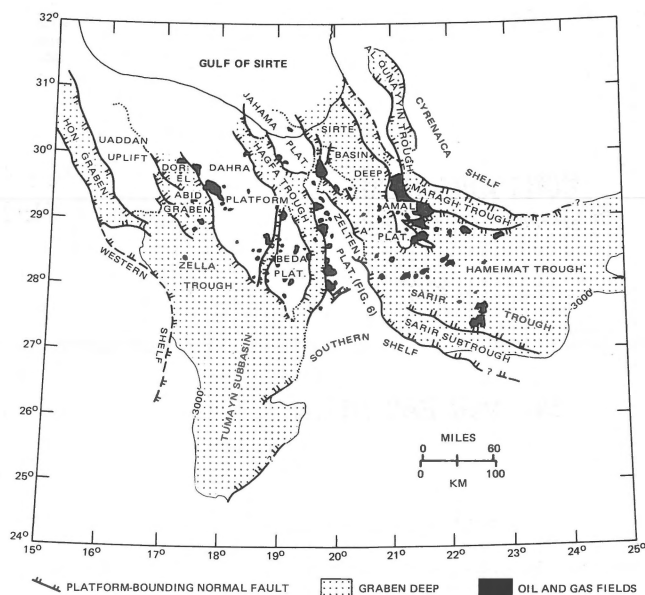 32°
31°
30°
29°
28°
27°
26°
25°
24°
15°
16°
17°
18°
19°
20°
21°
22°
23°
24°
25°
GULF OF SIRTE
AL QUNAYYIN TROUGH
CYRENAICA
SHELF
JAHAMA
PLAT.
SIRTE
BASIN
DEEP
HON GRABEN
UADDAN
UPLIFT
DOR
EL
ABID
GRABEN
DAHRA
PLATFORM
HAGFA TROUGH
MARAGH TROUGH
AMAL
PLAT.
ZELTEN
PLAT. (FIG. 6)
A
BEDA
PLAT.
WESTERN
SHELF
ZELLA
TROUGH
HAMEIMAT TROUGH
SARIR
TROUGH
SARIR SUBTROUGH
3000'
SOUTHERN
SHELF
TUMAYN SUBBASIN
3000'
?
?
?
MILES
0 60
0 100
KM
PLATFORM-BOUNDING NORMAL FAULT GRABEN DEEP OIL AND GAS FIELDS